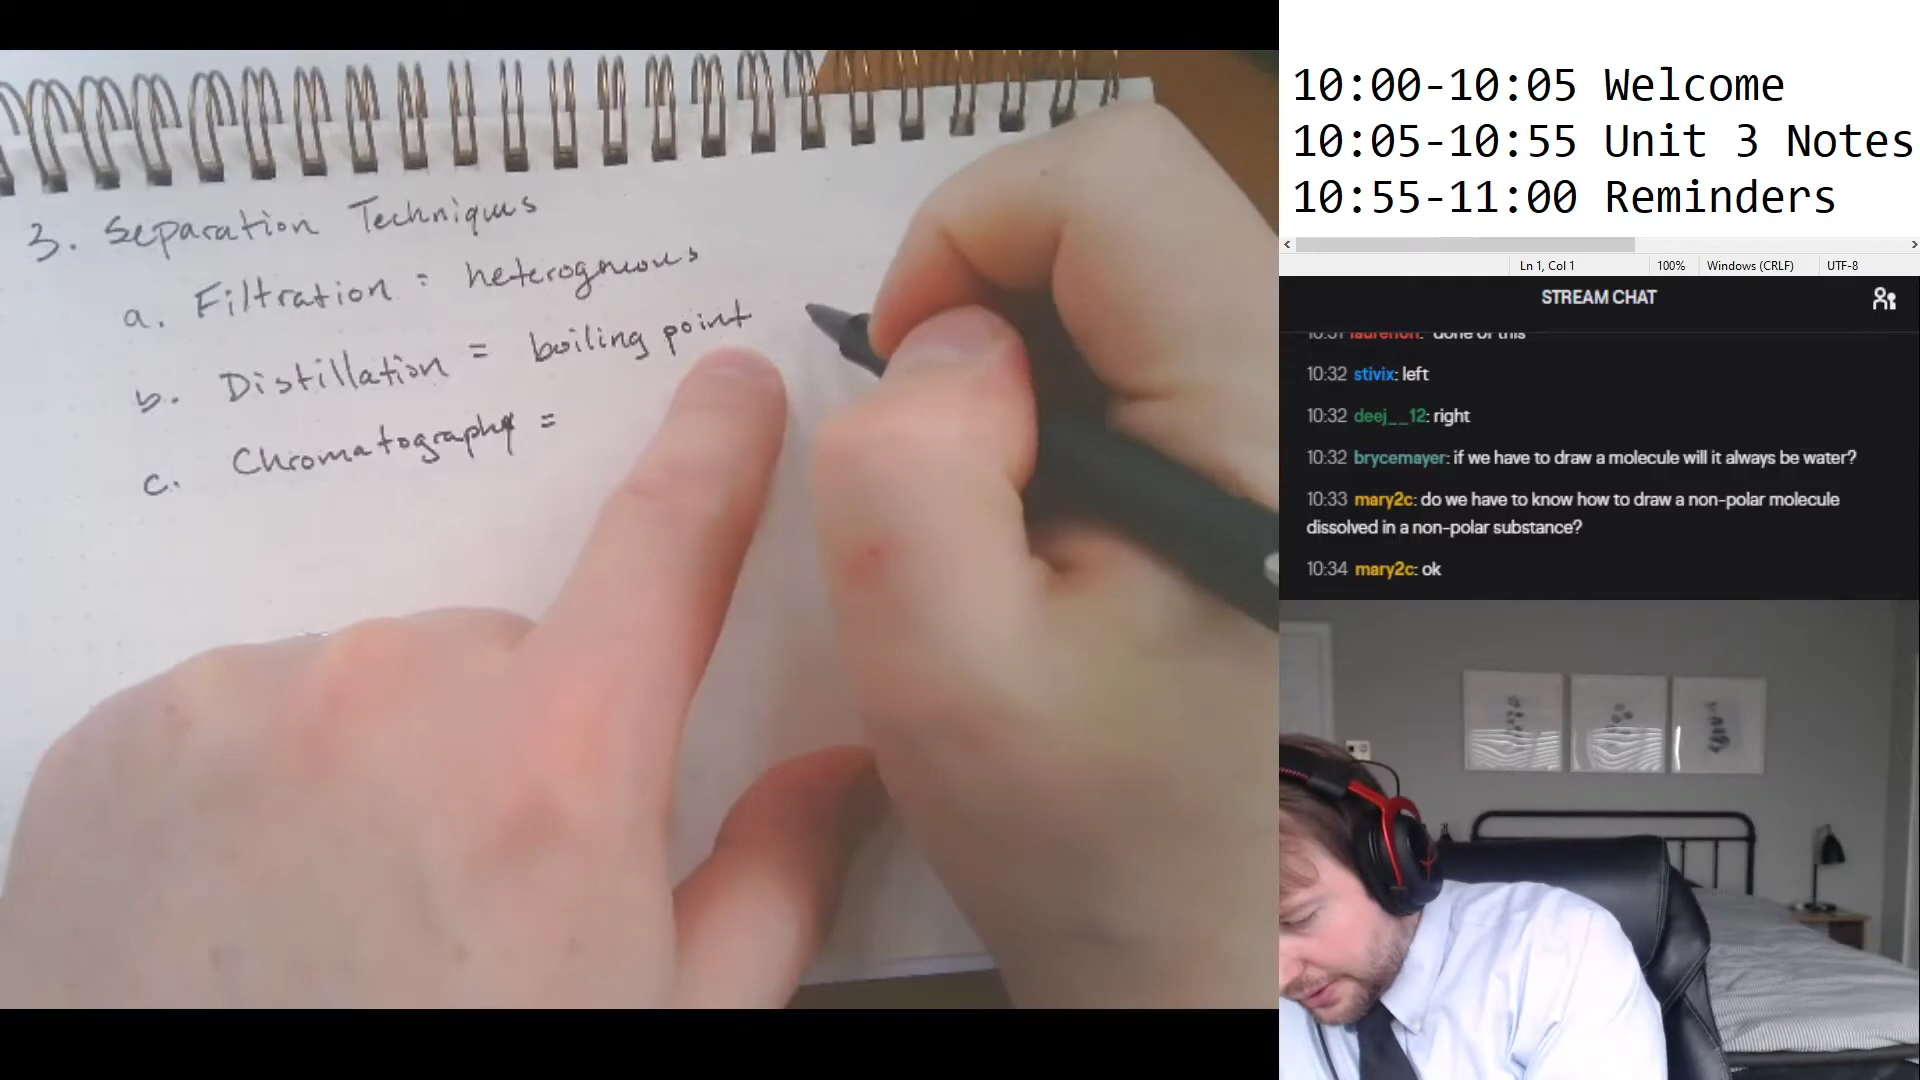 3. Separation Techniques
a. Filtration = heterogneous
b. Distillation = boiling point
c. Chromatography =
10:00-10:05 Welcome
10:05-10:55 Unit 3 Notes
10:55-11:00 Reminders
Ln 1, Col 1 100% Windows (CRLF) UTF-8
STREAM CHAT
done of this
10:32 stivix: left
10:32 deej__12: right
10:32 brycemayer: if we have to draw a molecule will it always be water?
10:33 mary2c: do we have to know how to draw a non-polar molecule
dissolved in a non-polar substance?
10:34 mary2c: ok